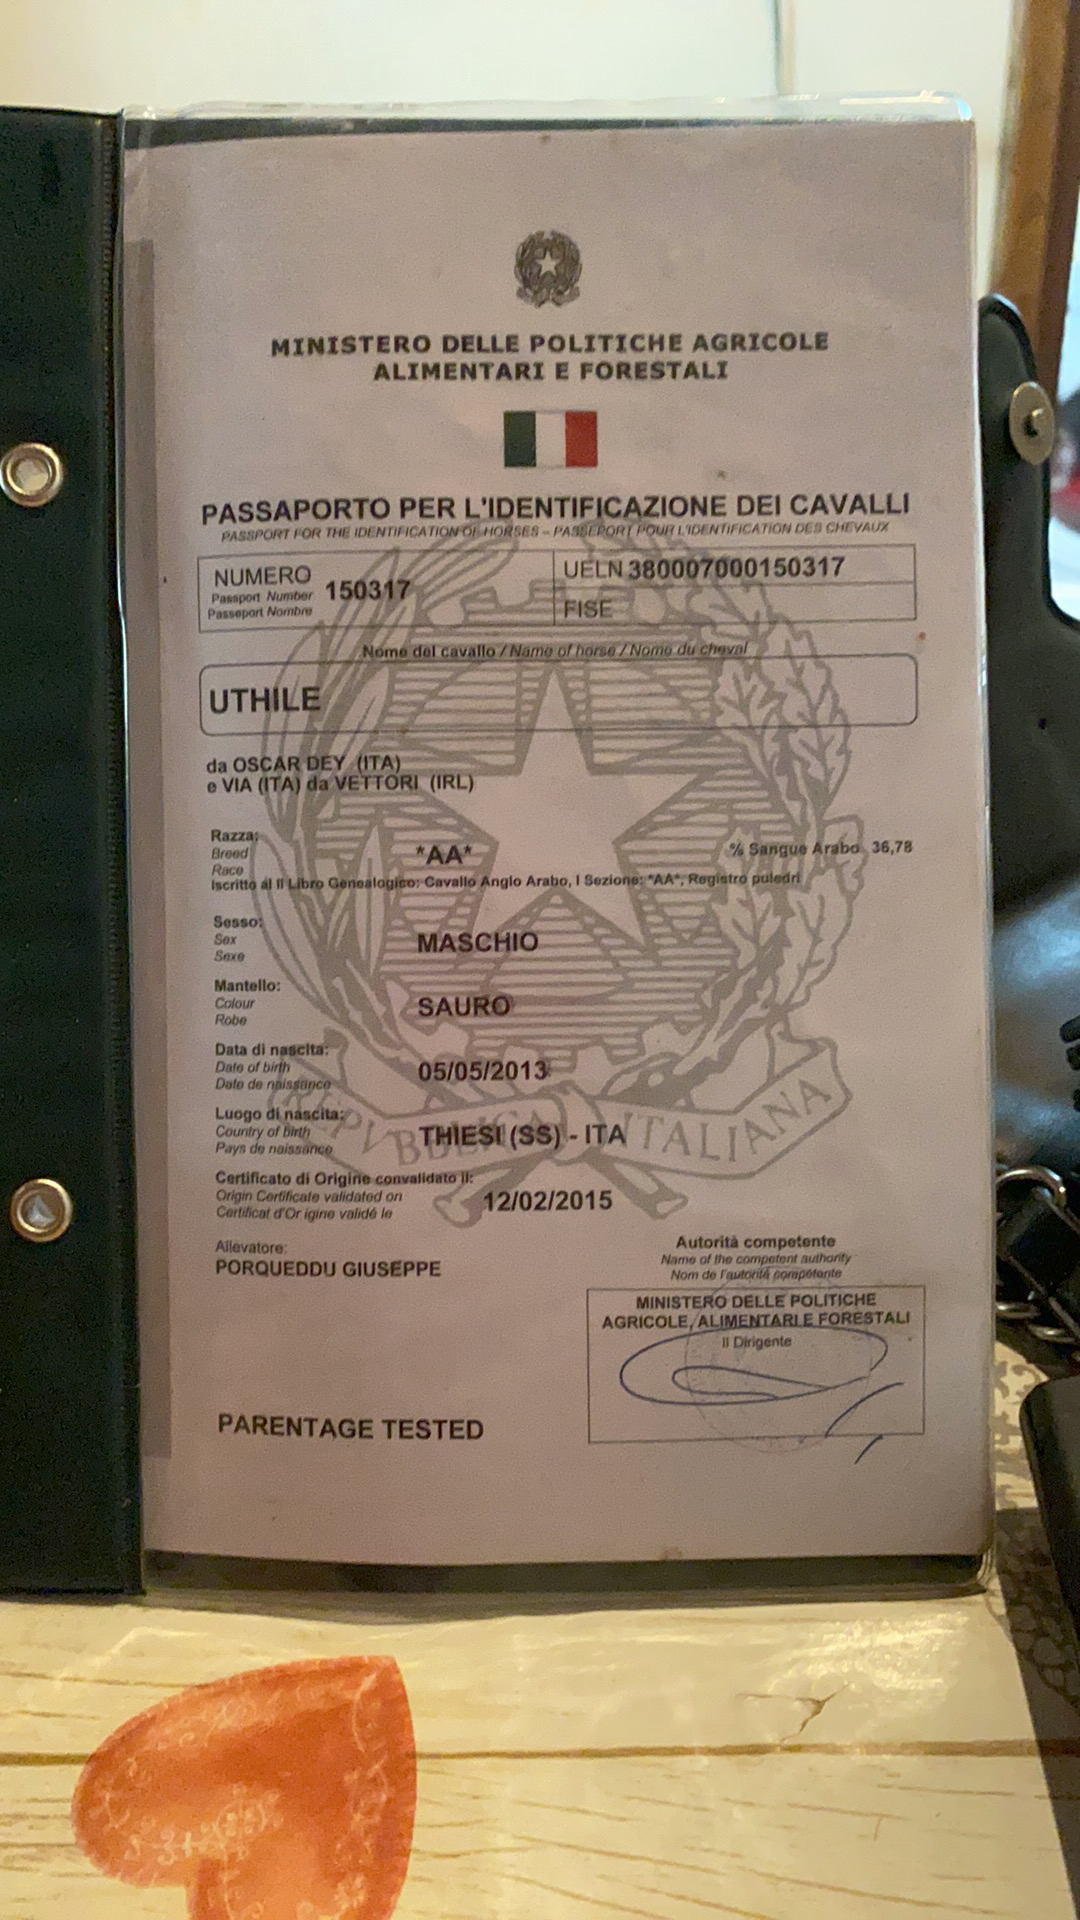 MINISTERO DELLE POLITICHE AGRICOLE
ALIMENTARI E FORESTALI
PASSAPORTO PER L'IDENTIFICAZIONE DEI CAVALLI
PASSPORT FOR THE IDENTIFICATION OF HORSES – PASSEPORT POUR L'IDENTIFICATION DES CHEVAUX
NUMERO
Passport Number 150317
Passeport Nombre
UELN 380007000150317
FISE
Nome del cavallo / Name of horse / Nome du cheval
UTHILE
da OSCAR DEY (ITA)
e VIA (ITA) da VETTORI (IRL)
Razza:
Breed *AA* % Sangue Arabo 36,78
Race
Iscritto al II Libro Genealogico: Cavallo Anglo Arabo, I Sezione: *AA*, Registro puledri
Sesso:
Sex MASCHIO
Sexe
Mantello:
Colour SAURO
Robe
Data di nascita:
Date of birth 05/05/2013
Date de naissance
Luogo di nascita:
Country of birth THIESI (SS) - ITA
Pays de naissance
REPVBBLICA ITALIANA
Certificato di Origine convalidato il:
Origin Certificate validated on 12/02/2015
Certificat d'Or igine validé le
Allevatore:
PORQUEDDU GIUSEPPE
Autorità competente
Name of the competent authority
Nom de l'autorità compétente
MINISTERO DELLE POLITICHE
AGRICOLE, ALIMENTARI E FORESTALI
Il Dirigente
PARENTAGE TESTED